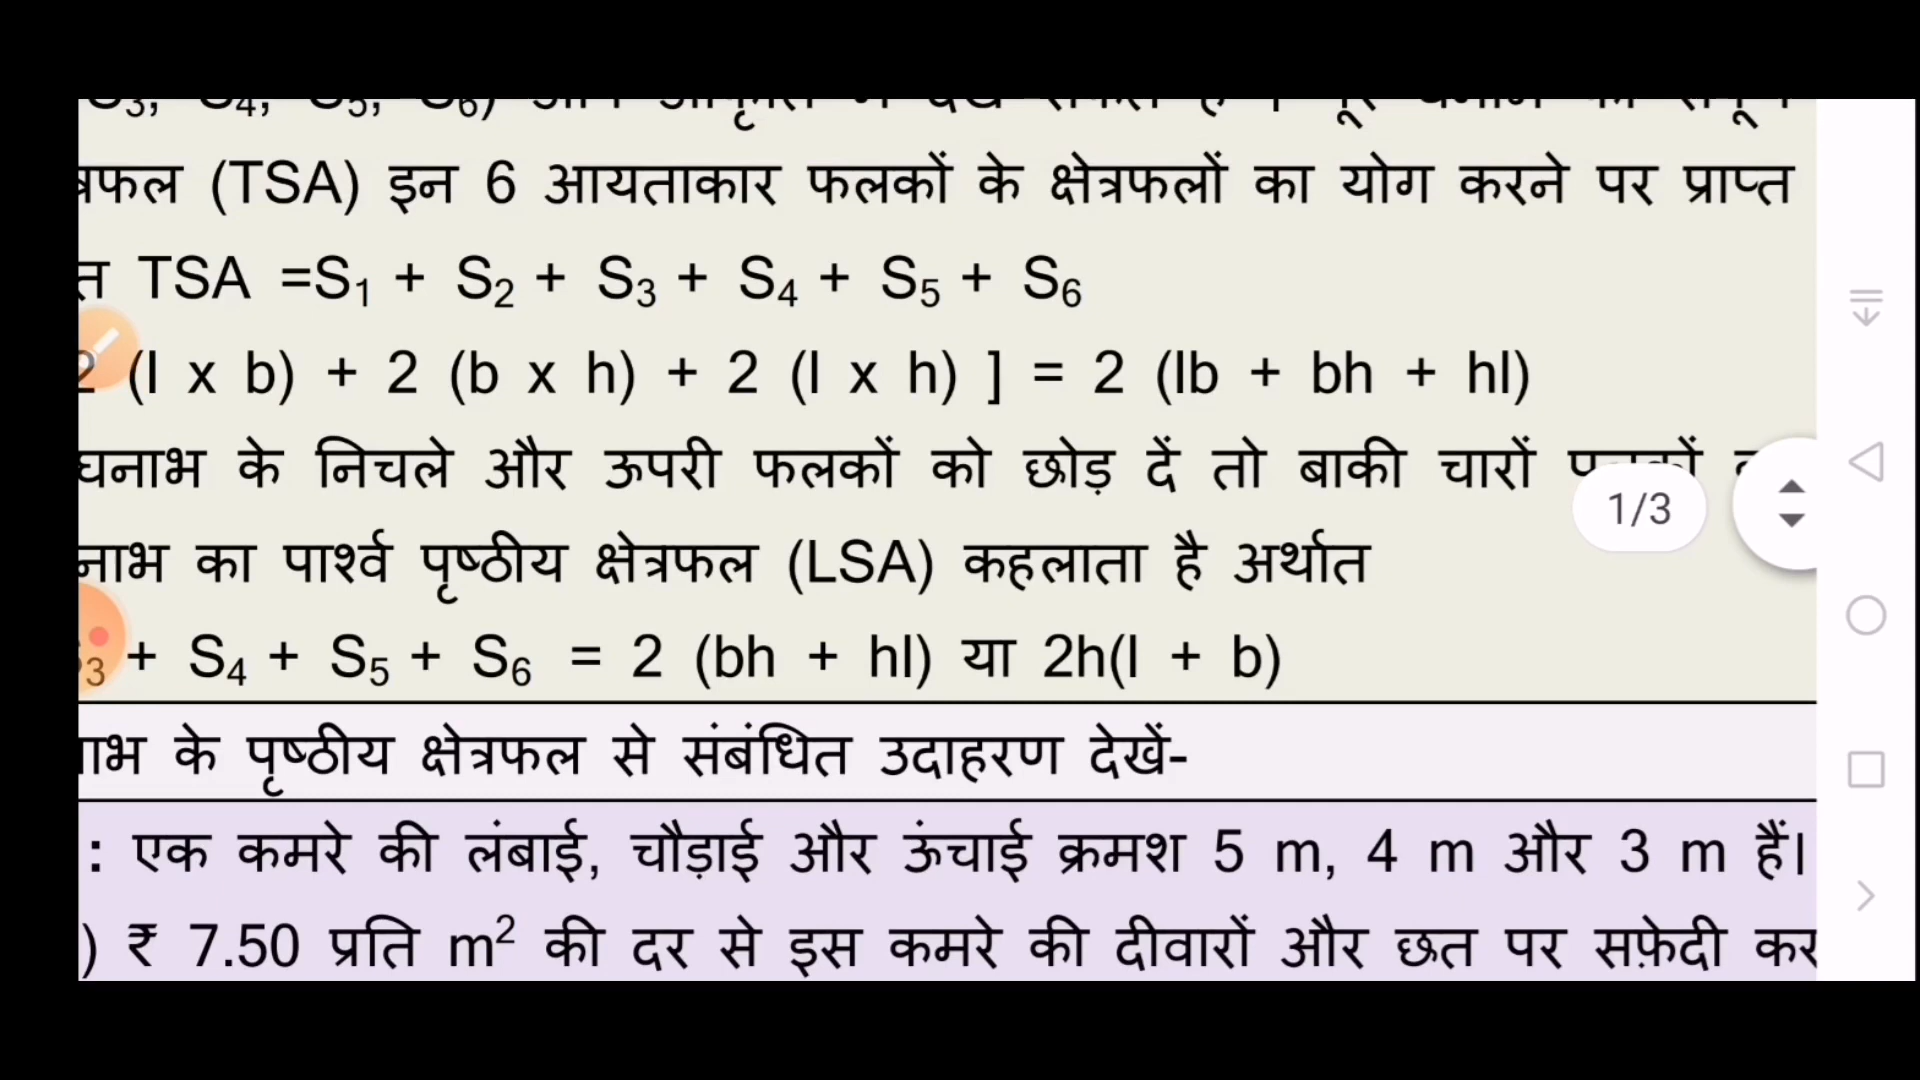 (TSA) इन 6 आयताकार फलकों के क्षेत्रफलों का योग करने पर प्राप्त
TSA =S₁ + S₂ + S₃ + S₄ + S₅ + S₆
2 (l x b) + 2 (b x h) + 2 (l x h) ] = 2 (lb + bh + hl)
घनाभ के निचले और ऊपरी फलकों को छोड़ दें तो बाकी चारों
1/3
का पार्श्व पृष्ठीय क्षेत्रफल (LSA) कहलाता है अर्थात
+ S₄ + S₅ + S₆ = 2 (bh + hl) या 2h(l + b)
के पृष्ठीय क्षेत्रफल से संबंधित उदाहरण देखें-
: एक कमरे की लंबाई, चौड़ाई और ऊंचाई क्रमश 5 m, 4 m और 3 m हैं।
) ₹ 7.50 प्रति m² की दर से इस कमरे की दीवारों और छत पर सफ़ेदी